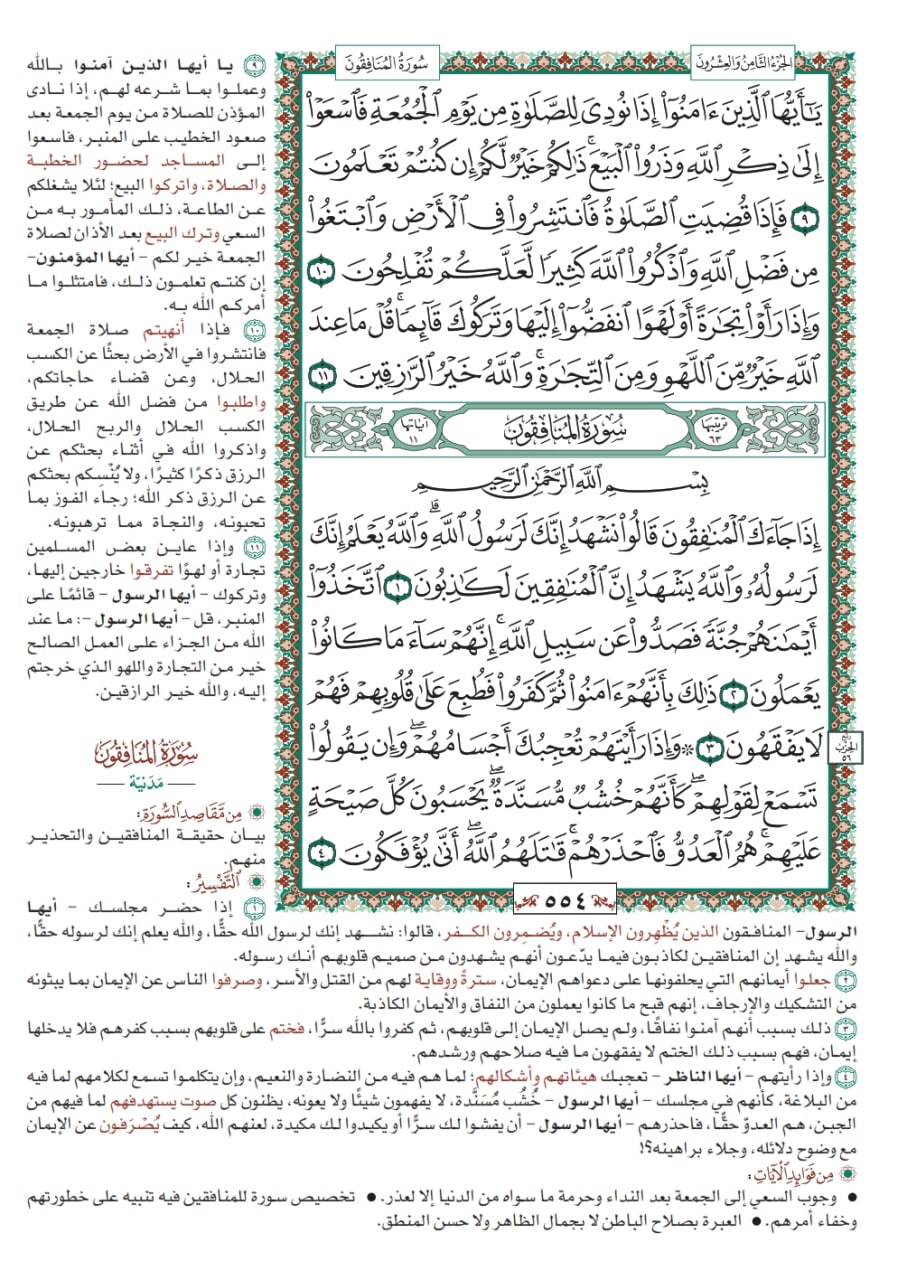 الجُزْءُ الثَّامِنُ وَالْعِشْرُونَ
سُورَةُ المُنَافِقُونَ
يَٰٓأَيُّهَا ٱلَّذِينَ ءَامَنُوٓا۟ إِذَا نُودِىَ لِلصَّلَوٰةِ مِن يَوْمِ ٱلْجُمُعَةِ فَٱسْعَوْا۟
إِلَىٰ ذِكْرِ ٱللَّهِ وَذَرُوا۟ ٱلْبَيْعَ ۚ ذَٰلِكُمْ خَيْرٌ لَّكُمْ إِن كُنتُمْ تَعْلَمُونَ
٩ فَإِذَا قُضِيَتِ ٱلصَّلَوٰةُ فَٱنتَشِرُوا۟ فِى ٱلْأَرْضِ وَٱبْتَغُوا۟
مِن فَضْلِ ٱللَّهِ وَٱذْكُرُوا۟ ٱللَّهَ كَثِيرًا لَّعَلَّكُمْ تُفْلِحُونَ ١٠
وَإِذَا رَأَوْا۟ تِجَٰرَةً أَوْ لَهْوًا ٱنفَضُّوٓا۟ إِلَيْهَا وَتَرَكُوكَ قَآئِمًا ۚ قُلْ مَا عِندَ
ٱللَّهِ خَيْرٌ مِّنَ ٱللَّهْوِ وَمِنَ ٱلتِّجَٰرَةِ ۚ وَٱللَّهُ خَيْرُ ٱلرَّٰزِقِينَ ١١
ترتيبها ٦٣
سُورَةُ المُنَافِقُونَ
آياتها ١١
بِسْمِ ٱللَّهِ ٱلرَّحْمَٰنِ ٱلرَّحِيمِ
إِذَا جَآءَكَ ٱلْمُنَٰفِقُونَ قَالُوا۟ نَشْهَدُ إِنَّكَ لَرَسُولُ ٱللَّهِ ۗ وَٱللَّهُ يَعْلَمُ إِنَّكَ
لَرَسُولُهُۥ وَٱللَّهُ يَشْهَدُ إِنَّ ٱلْمُنَٰفِقِينَ لَكَٰذِبُونَ ١ ٱتَّخَذُوٓا۟
أَيْمَٰنَهُمْ جُنَّةً فَصَدُّوا۟ عَن سَبِيلِ ٱللَّهِ ۚ إِنَّهُمْ سَآءَ مَا كَانُوا۟
يَعْمَلُونَ ٢ ذَٰلِكَ بِأَنَّهُمْ ءَامَنُوا۟ ثُمَّ كَفَرُوا۟ فَطُبِعَ عَلَىٰ قُلُوبِهِمْ فَهُمْ
لَا يَفْقَهُونَ ٣ ۞ وَإِذَا رَأَيْتَهُمْ تُعْجِبُكَ أَجْسَامُهُمْ ۖ وَإِن يَقُولُوا۟
تَسْمَعْ لِقَوْلِهِمْ ۖ كَأَنَّهُمْ خُشُبٌ مُّسَنَّدَةٌ ۖ يَحْسَبُونَ كُلَّ صَيْحَةٍ
عَلَيْهِمْ ۚ هُمُ ٱلْعَدُوُّ فَٱحْذَرْهُمْ ۚ قَٰتَلَهُمُ ٱللَّهُ ۖ أَنَّىٰ يُؤْفَكُونَ ٤
ربع
الحزب
٥٦
٥٥٤
٩ يا أيها الذين آمنوا بالله
وعملوا بما شرعه لهم، إذا نادى
المؤذن للصلاة من يوم الجمعة بعد
صعود الخطيب على المنبر، فاسعوا
إلى المساجد لحضور الخطبة
والصلاة، واتركوا البيع؛ لئلا يشغلكم
عن الطاعة، ذلك المأمور به من
السعي وترك البيع بعد الأذان لصلاة
الجمعة خير لكم – أيها المؤمنون–
إن كنتم تعلمون ذلك، فامتثلوا ما
أمركم الله به.
١٠ فإذا أنهيتم صلاة الجمعة
فانتشروا في الأرض بحثًا عن الكسب
الحلال، وعن قضاء حاجاتكم،
واطلبوا من فضل الله عن طريق
الكسب الحلال والربح الحلال،
واذكروا الله في أثناء بحثكم عن
الرزق ذكرًا كثيرًا، ولا يُنْسِكم بحثكم
عن الرزق ذكر الله؛ رجاء الفوز بما
تحبونه، والنجاة مما ترهبونه.
١١ وإذا عاين بعض المسلمين
تجارة أو لهوًا تفرقوا خارجين إليها،
وتركوك – أيها الرسول – قائمًا على
المنبر، قل – أيها الرسول –: ما عند
الله من الجزاء على العمل الصالح
خير من التجارة واللهو الذي خرجتم
إليه، والله خير الرازقين.
سُورَةُ المُنَافِقُونَ
مَدَنيّة
مِن مَّقَاصِدِ السُّورَةِ:
بيان حقيقة المنافقين والتحذير
منهم.
التَّفْسِيرُ:
١ إذا حضر مجلسك – أيها
الرسول– المنافقون الذين يُظْهِرون الإسلام، ويُضمِرون الكفر، قالوا: نشهد إنك لرسول الله حقًّا، والله يعلم إنك لرسوله حقًّا،
والله يشهد إن المنافقين لكاذبون فيما يدّعون أنهم يشهدون من صميم قلوبهم أنك رسوله.
٢ جعلوا أيمانهم التي يحلفونها على دعواهم الإيمان، سترةً ووقاية لهم من القتل والأسر، وصرفوا الناس عن الإيمان بما يبثونه
من التشكيك والإرجاف، إنهم قبح ما كانوا يعملون من النفاق والأيمان الكاذبة.
٣ ذلك بسبب أنهم آمنوا نفاقًا، ولم يصل الإيمان إلى قلوبهم، ثم كفروا بالله سرًّا، فختم على قلوبهم بسبب كفرهم فلا يدخلها
إيمان، فهم بسبب ذلك الختم لا يفقهون ما فيه صلاحهم ورشدهم.
٤ وإذا رأيتهم – أيها الناظر – تعجبك هيئاتهم وأشكالهم؛ لما هم فيه من النضارة والنعيم، وإن يتكلموا تسمع لكلامهم لما فيه
من البلاغة، كأنهم في مجلسك – أيها الرسول – خُشُب مُسَنَّدة، لا يفهمون شيئًا ولا يعونه، يظنون كل صوت يستهدفهم لما فيهم من
الجبن، هم العدوّ حقًّا، فاحذرهم – أيها الرسول – أن يفشوا لك سرًّا أو يكيدوا لك مكيدة، لعنهم الله، كيف يُصْرَفون عن الإيمان
مع وضوح دلائله، وجلاء براهينه؟!
مِن فَوَائِدِ الآيَاتِ:
● وجوب السعي إلى الجمعة بعد النداء وحرمة ما سواه من الدنيا إلا لعذر. ● تخصيص سورة للمنافقين فيه تنبيه على خطورتهم
وخفاء أمرهم. ● العبرة بصلاح الباطن لا بجمال الظاهر ولا حسن المنطق.